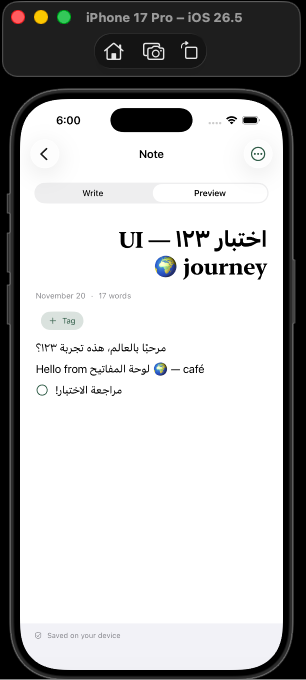 iPhone 17 Pro – iOS 26.5
6:00
Note
Write
Preview
اختبار ١٢٣ — UI
journey 🌍
November 20 · 17 words
+ Tag
مرحبًا بالعالم، هذه تجربة ١٢٣؟
Hello from لوحة المفاتيح 🌍 — café
مراجعة الاختبار!
Saved on your device